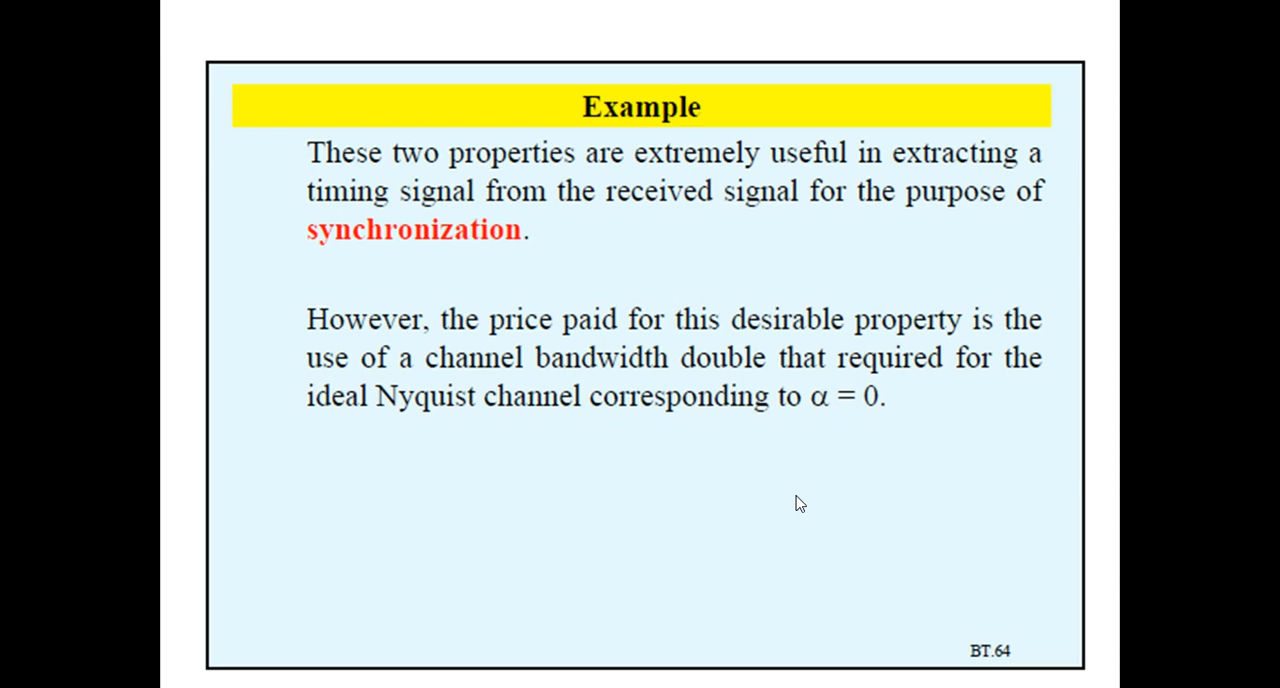 Example
These two properties are extremely useful in extracting a
timing signal from the received signal for the purpose of
synchronization.
However, the price paid for this desirable property is the
use of a channel bandwidth double that required for the
ideal Nyquist channel corresponding to α = 0.
BT.64